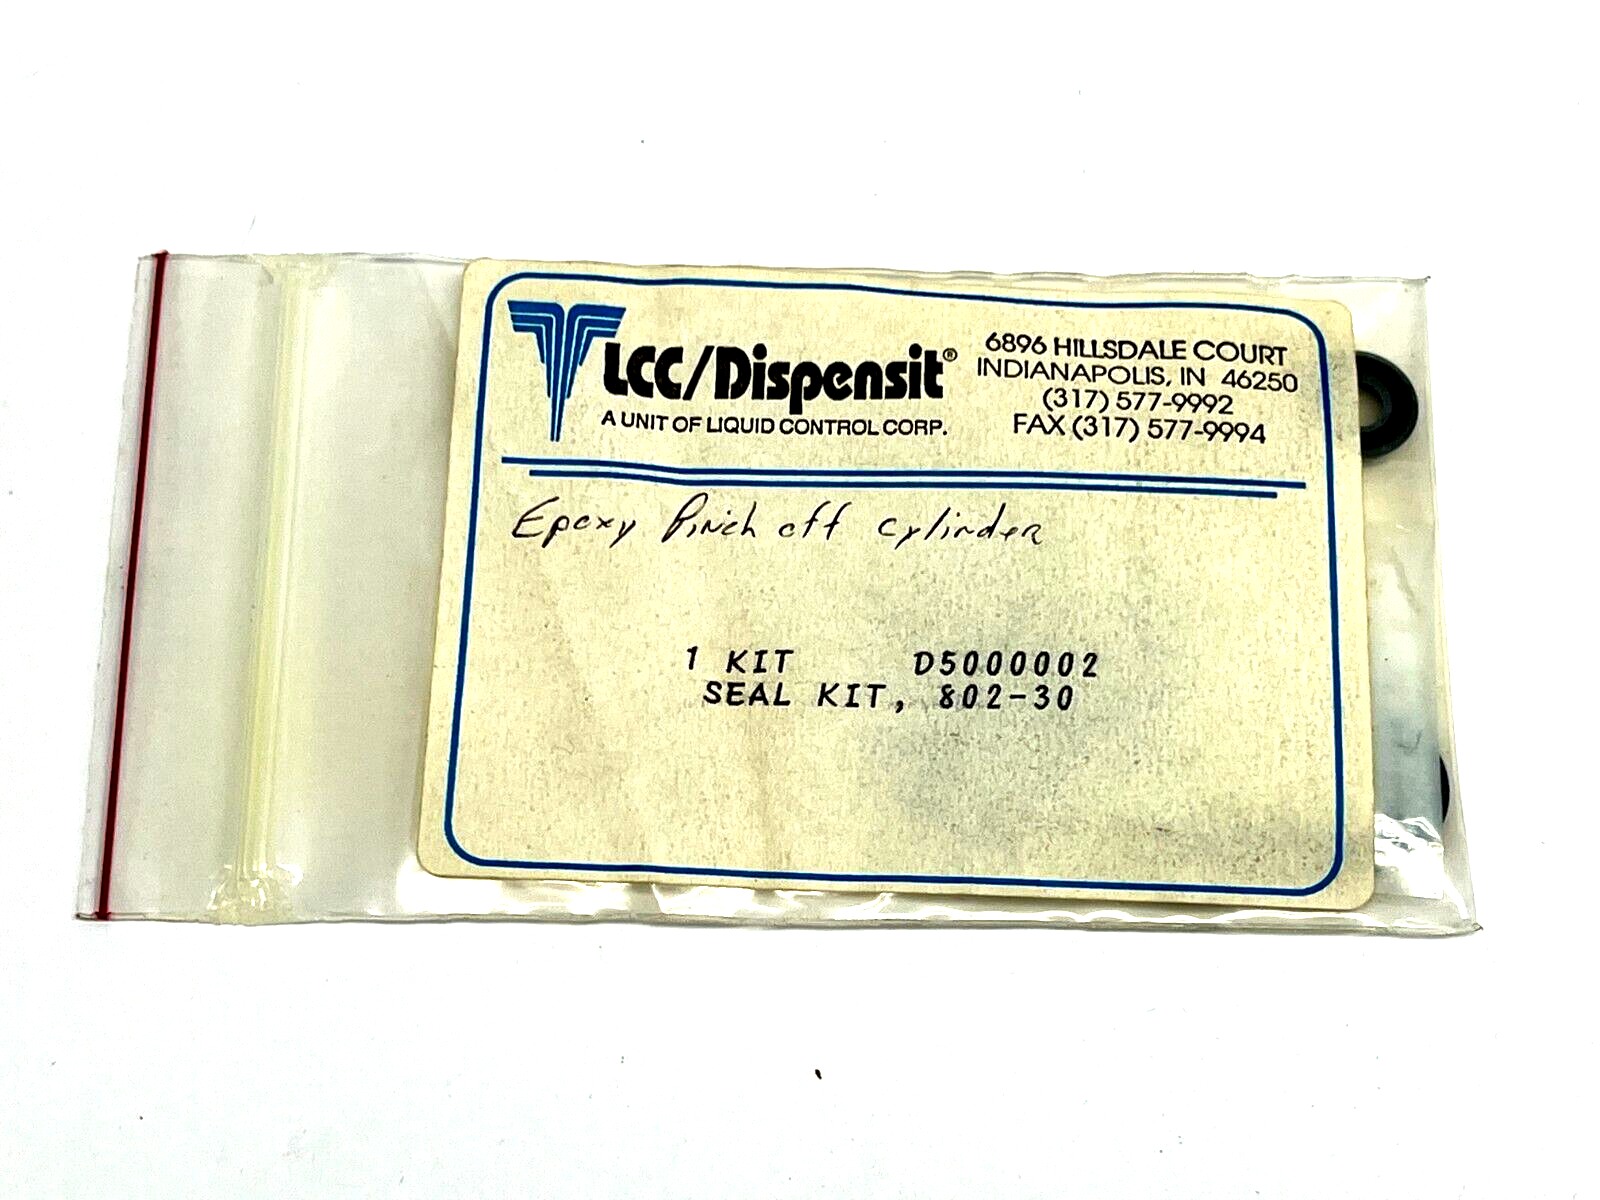 LCC/Dispensit®
A UNIT OF LIQUID CONTROL CORP.
6896 HILLSDALE COURT
INDIANAPOLIS, IN 46250
(317) 577-9992
FAX (317) 577-9994
Epoxy Pinch off cylinder
1 KIT D5000002
SEAL KIT, 802-30